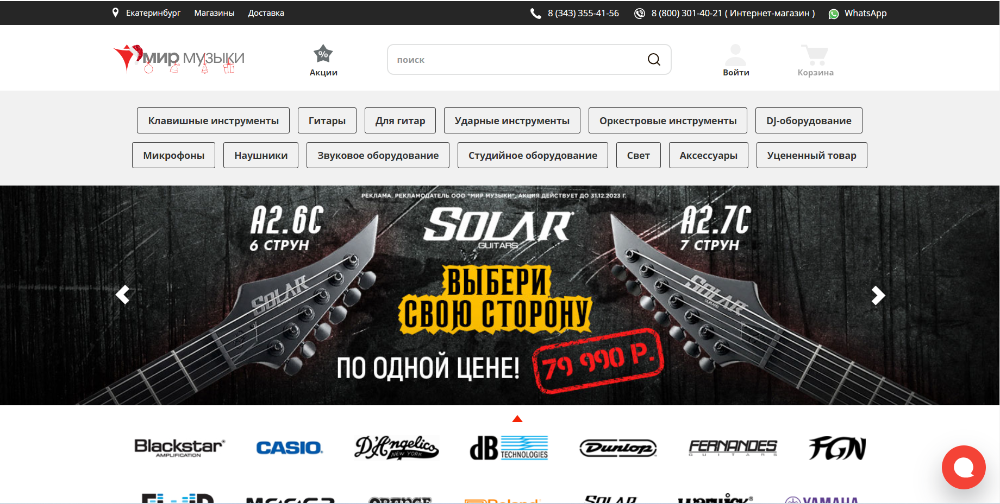 Екатеринбург Магазины Доставка 8 (343) 355-41-56 8 (800) 301-40-21 ( Интернет-магазин ) WhatsApp
мир музыки
%
Акции
поиск
Войти
Корзина
Клавишные инструменты Гитары Для гитар Ударные инструменты Оркестровые инструменты DJ-оборудование
Микрофоны Наушники Звуковое оборудование Студийное оборудование Свет Аксессуары Уцененный товар
РЕКЛАМА. РЕКЛАМОДАТЕЛЬ ООО "МИР МУЗЫКИ", АКЦИЯ ДЕЙСТВУЕТ ДО 31.12.2023 Г.
A2.6C
6 СТРУН
SOLAR
GUITARS
A2.7C
7 СТРУН
SOLAR
SOLAR
ВЫБЕРИ
СВОЮ СТОРОНУ
ПО ОДНОЙ ЦЕНЕ!
79 990 Р.
Blackstar
AMPLIFICATION
CASIO
D'Angelico
NEW YORK
dB
TECHNOLOGIES
Dunlop
FERNANDES
GUITARS
FGN
FLUID
ORANGE
Roland
SOLAR
warwick
YAMAHA